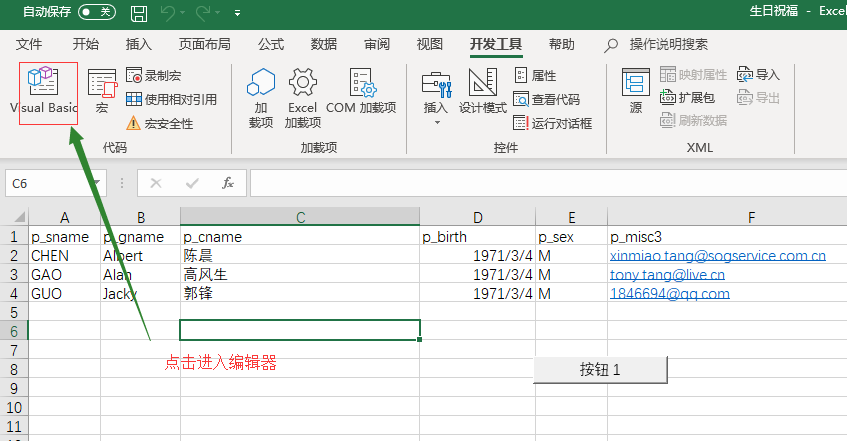 自动保存 关 生日祝福 - Exce
文件 开始 插入 页面布局 公式 数据 审阅 视图 开发工具 帮助 操作说明搜索
Visual Basic 宏 录制宏 使用相对引用 宏安全性
加载项 Excel 加载项 COM 加载项
插入 设计模式 属性 查看代码 运行对话框
源 映射属性 扩展包 刷新数据 导入 导出
代码 加载项 控件 XML
C6 fx
A B C D E F
1 p_sname p_gname p_cname p_birth p_sex p_misc3
2 CHEN Albert 陈晨 1971/3/4 M xinmiao.tang@sogservice.com.cn
3 GAO Alan 高风生 1971/3/4 M tony.tang@live.cn
4 GUO Jacky 郭锋 1971/3/4 M 1846694@qq.com
5
6
7
点击进入编辑器
8 按钮 1
9
10
11